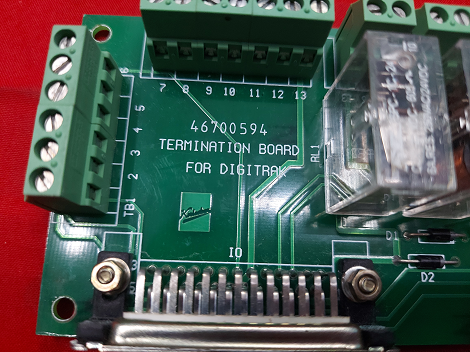 7 8 9 10 11 12 13
6
5
4
3
2
TB1
46700594
TERMINATION BOARD
FOR DIGITRAK
RL1
IO
D1
D2